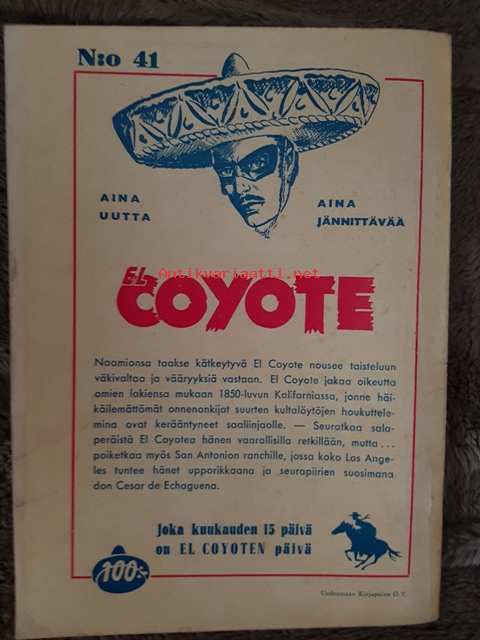 N:o 41
AINA
UUTTA
AINA
JÄNNITTÄVÄÄ
Antikvariaatti.net
EL
COYOTE
Naamionsa taakse kätkeytyvä El Coyote nousee taisteluun
väkivaltaa ja vääryyksiä vastaan. El Coyote jakaa oikeutta
omien lakiensa mukaan 1850-luvun Kaliforniassa, jonne häi-
käilemättömät onnenonkijat suurten kultalöytöjen houkuttele-
mina ovat kerääntyneet saaliinjaolle. — Seuratkaa sala-
peräistä El Coyotea hänen vaarallisilla retkillään, mutta...
poiketkaa myös San Antonion ranchille, jossa koko Los Ange-
les tuntee hänet upporikkaana ja seurapiirien suosimana
don Cesar de Echaguena.
Joka kuukauden 15 päivä
on EL COYOTEN päivä
100:-
Uudenmaan Kirjapaino O.Y.